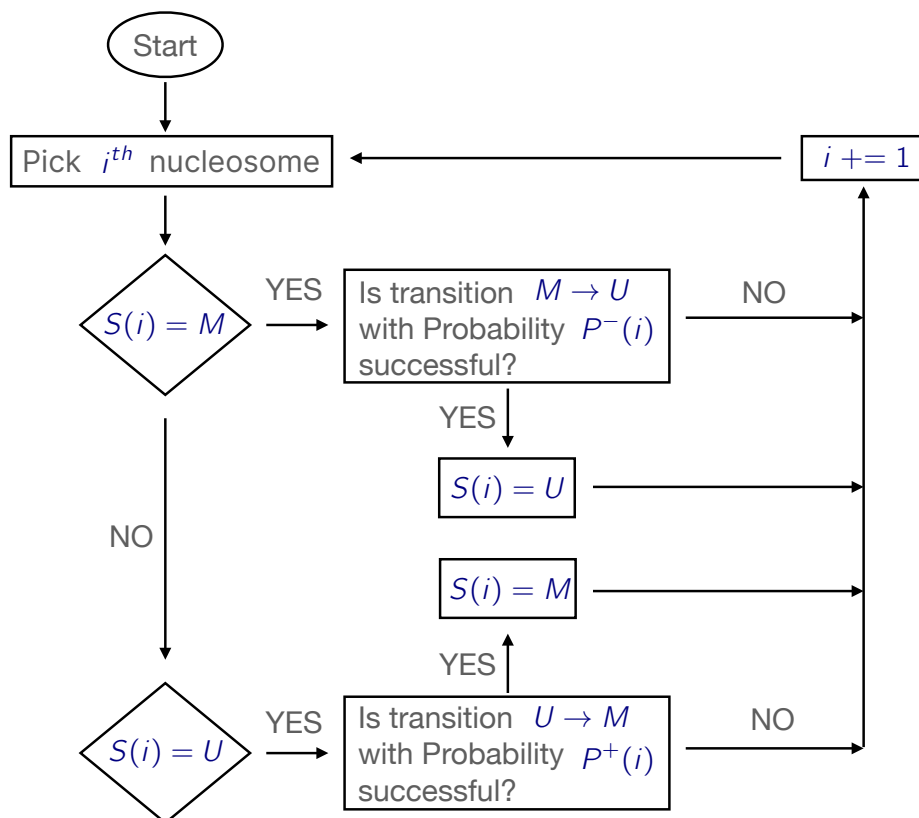 Start
Pick i^{th} nucleosome
i += 1
S(i) = M
YES
Is transition M → U
with Probability P^−(i)
successful?
NO
YES
S(i) = U
NO
S(i) = M
YES
S(i) = U
YES
Is transition U → M
with Probability P^+(i)
successful?
NO